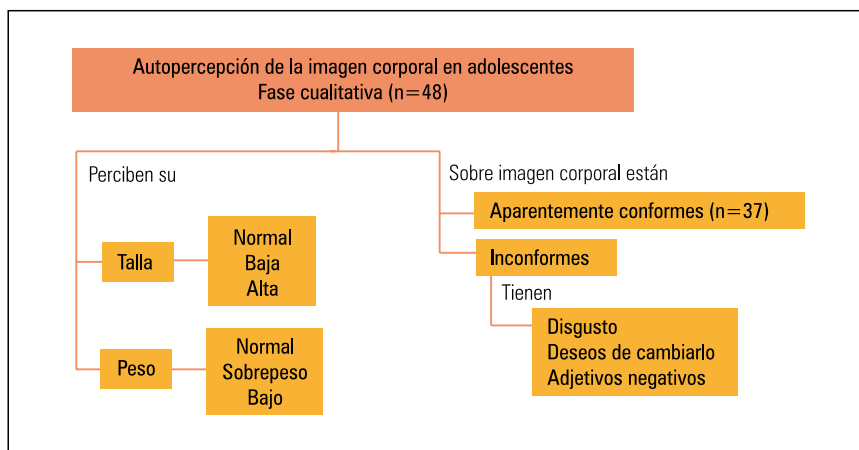 Autopercepción de la imagen corporal en adolescentes
Fase cualitativa (n=48)
Perciben su
Talla
Normal
Baja
Alta
Peso
Normal
Sobrepeso
Bajo
Sobre imagen corporal están
Aparentemente conformes (n=37)
Inconformes
Tienen
Disgusto
Deseos de cambiarlo
Adjetivos negativos